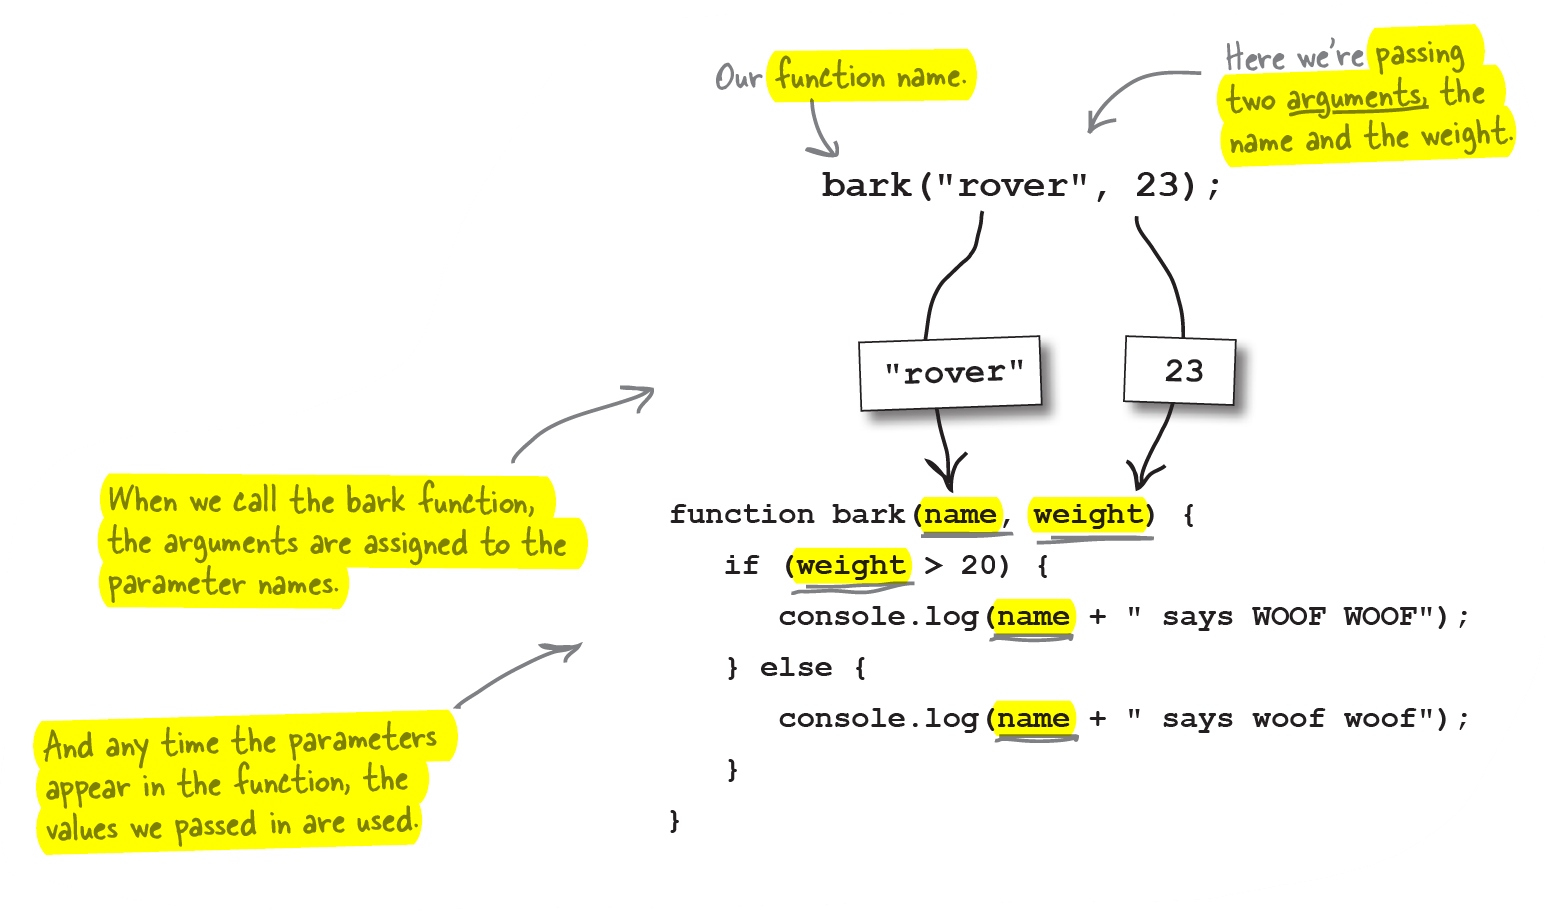 Our function name.
Here we're passing
two arguments, the
name and the weight.
bark("rover", 23);
"rover"
23
When we call the bark function,
the arguments are assigned to the
parameter names.
function bark(name, weight) {
if (weight > 20) {
console.log(name + " says WOOF WOOF");
} else {
console.log(name + " says woof woof");
}
}
And any time the parameters
appear in the function, the
values we passed in are used.